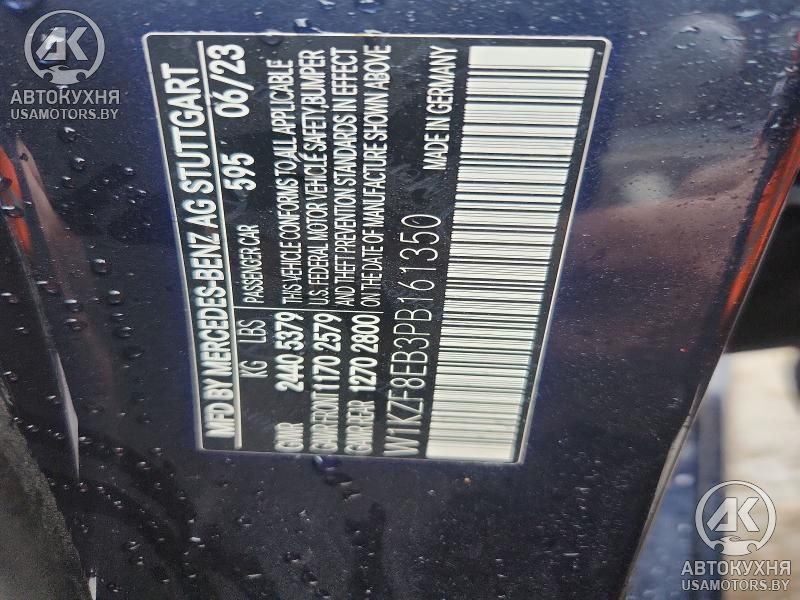 MFD BY MERCEDES-BENZ AG STUTTGART
KG LBS PASSENGER CAR 595 06/23
GVWR 2440 5379 THIS VEHICLE CONFORMS TO ALL APPLICABLE
GAWR-FRONT 1170 2579 U.S. FEDERAL MOTOR VEHICLE SAFETY, BUMPER
GAWR-REAR 1270 2800 AND THEFT PREVENTION STANDARDS IN EFFECT
ON THE DATE OF MANUFACTURE SHOWN ABOVE
W1KZF8EB3PB161350 MADE IN GERMANY
АК
АВТОКУХНЯ
USAMOTORS.BY
АК
АВТОКУХНЯ
USAMOTORS.BY